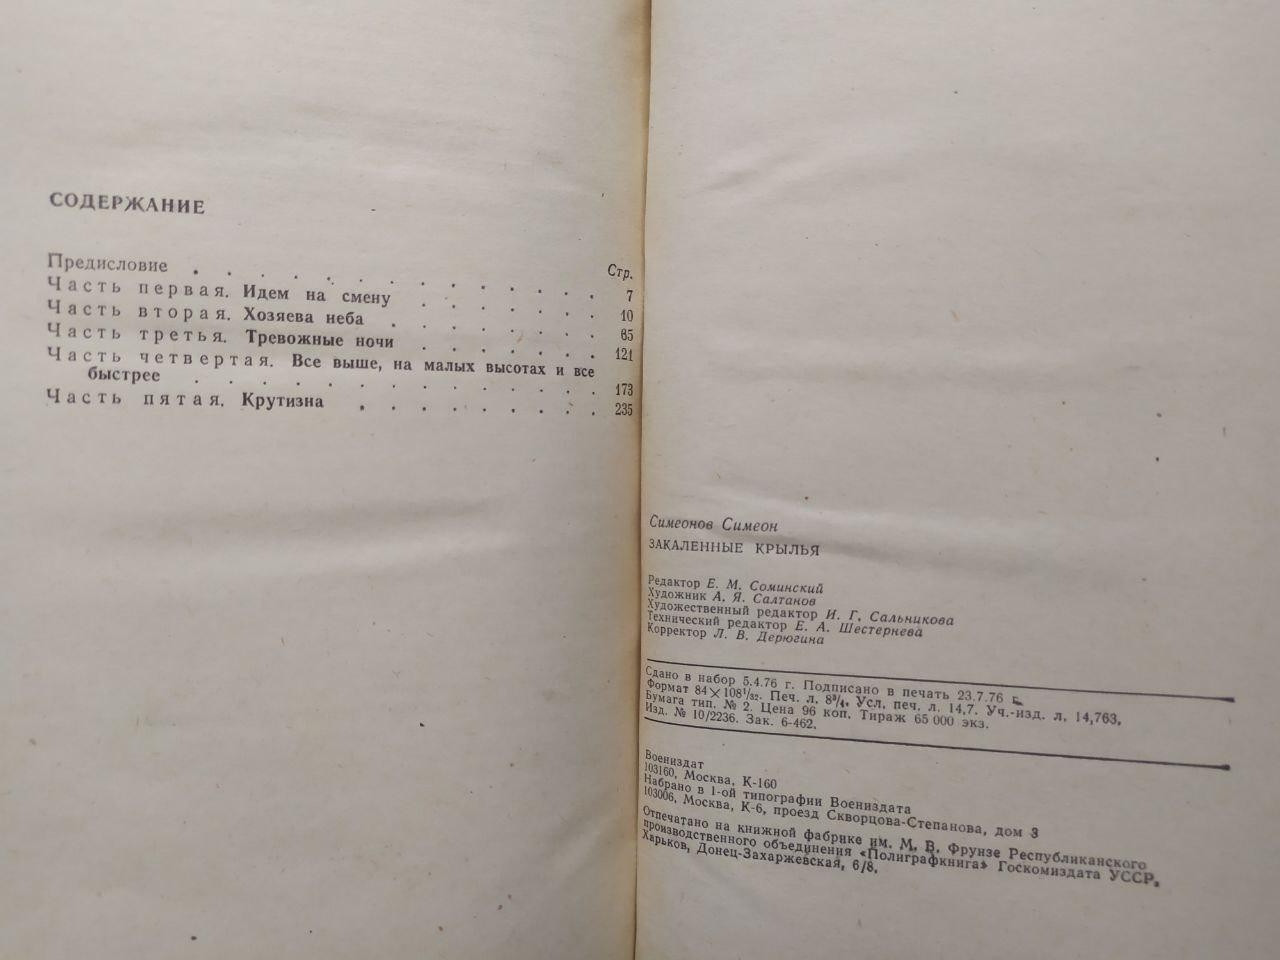 СОДЕРЖАНИЕ
Стр.
Предисловие . . . . . . . . . . . . . 7
Часть первая. Идем на смену . . . . . . 10
Часть вторая. Хозяева неба . . . . . . . 65
Часть третья. Тревожные ночи . . . . . . 121
Часть четвертая. Все выше, на малых высотах и все
быстрее . . . . . . . . . . . . . 173
Часть пятая. Крутизна . . . . . . . . 235
Симеонов Симеон
ЗАКАЛЕННЫЕ КРЫЛЬЯ
Редактор Е. М. Соминский
Художник А. Я. Салтанов
Художественный редактор И. Г. Сальникова
Технический редактор Е. А. Шестернева
Корректор Л. В. Дерюгина
Сдано в набор 5.4.76 г. Подписано в печать 23.7.76 г.
Формат 84×108¹/₃₂. Печ. л. 8³/₄. Усл. печ. л. 14,7. Уч.-изд. л. 14,763.
Бумага тип. № 2. Цена 96 коп. Тираж 65 000 экз.
Изд. № 10/2236. Зак. 6-462.
Воениздат
103160, Москва, К-160
Набрано в 1-ой типографии Воениздата
103006, Москва, К-6, проезд Скворцова-Степанова, дом 3
Отпечатано на книжной фабрике им. М. В. Фрунзе Республиканского
производственного объединения «Полиграфкнига» Госкомиздата УССР,
Харьков, Донец-Захаржевская, 6/8.